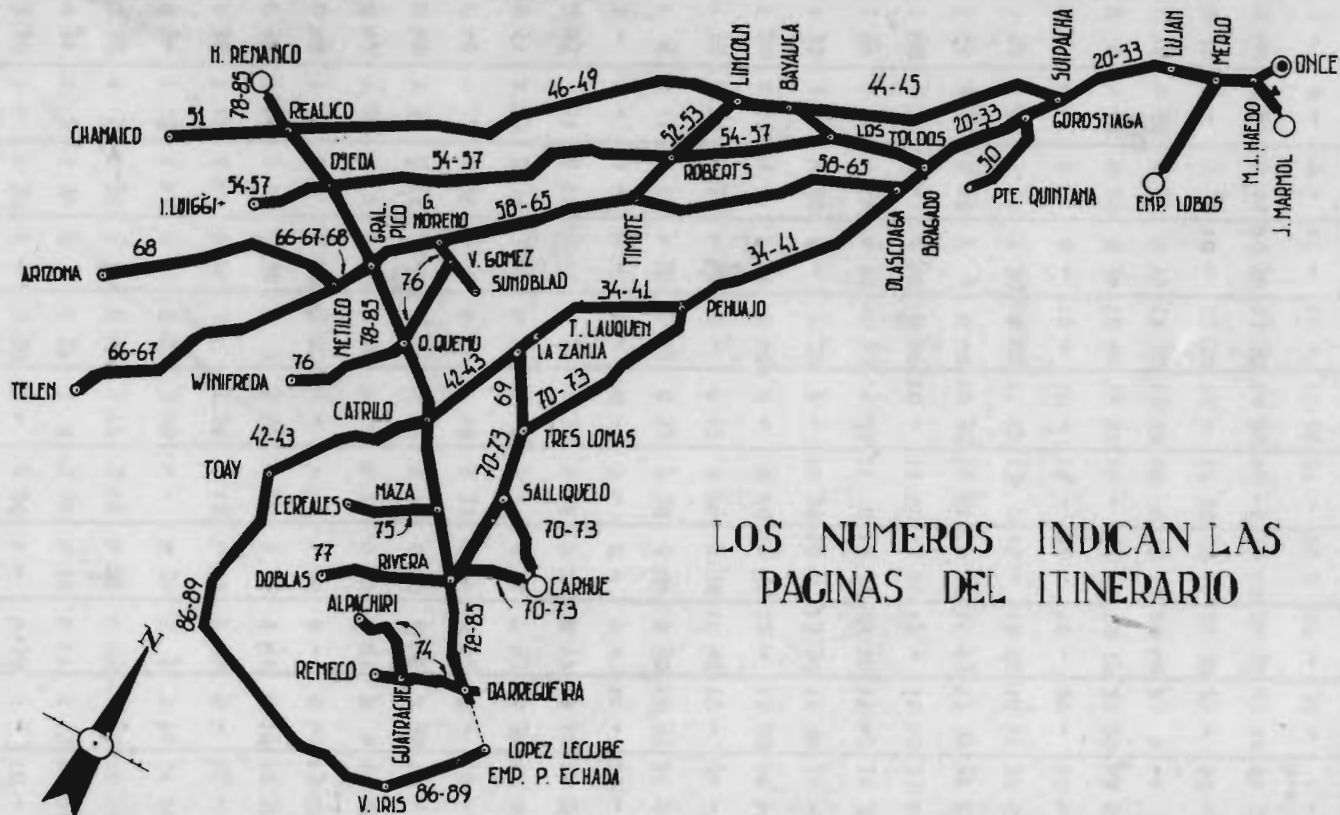 H. RENANCO
78-85
REALICO
51
CHAMAICO
46-49
LINCOLN
BAYAUCA
44-45
SUIPACHA
20-33
LUJAN
MERLO
ONCE
M. J. HAEDO
J. MARMOL
GOROSTIAGA
20-33
LOS TOLDOS
52-53
54-57
ROBERTS
58-65
50
PTE. QUINTANA
EMP. LOBOS
OJEDA
54-57
54-57
I. LUIGGI
GRAL. PICO
G. MORENO
58-65
TIMOTE
OLASCOAGA
BRAGADO
68
ARIZONA
66-67-68
METILEO
78-85
76
V. GOMEZ
SUNDBLAD
34-41
34-41
PEHUAJO
T. LAUQUEN
LA ZANJA
66-67
TELEN
76
WINIFREDA
Q. QUEMU
42-43
69
70-73
CATRILO
TRES LOMAS
42-43
TOAY
70-73
CEREALES
MAZA
75
SALLIQUELO
70-73
77
DOBLAS
RIVERA
CARHUE
70-73
ALPACHIRI
86-89
74
78-85
REMECO
GUATRACHE
DARREGUEIRA
LOPEZ LECUBE
EMP. P. ECHADA
V. IRIS
86-89
N
LOS NUMEROS INDICAN LAS
PAGINAS DEL ITINERARIO